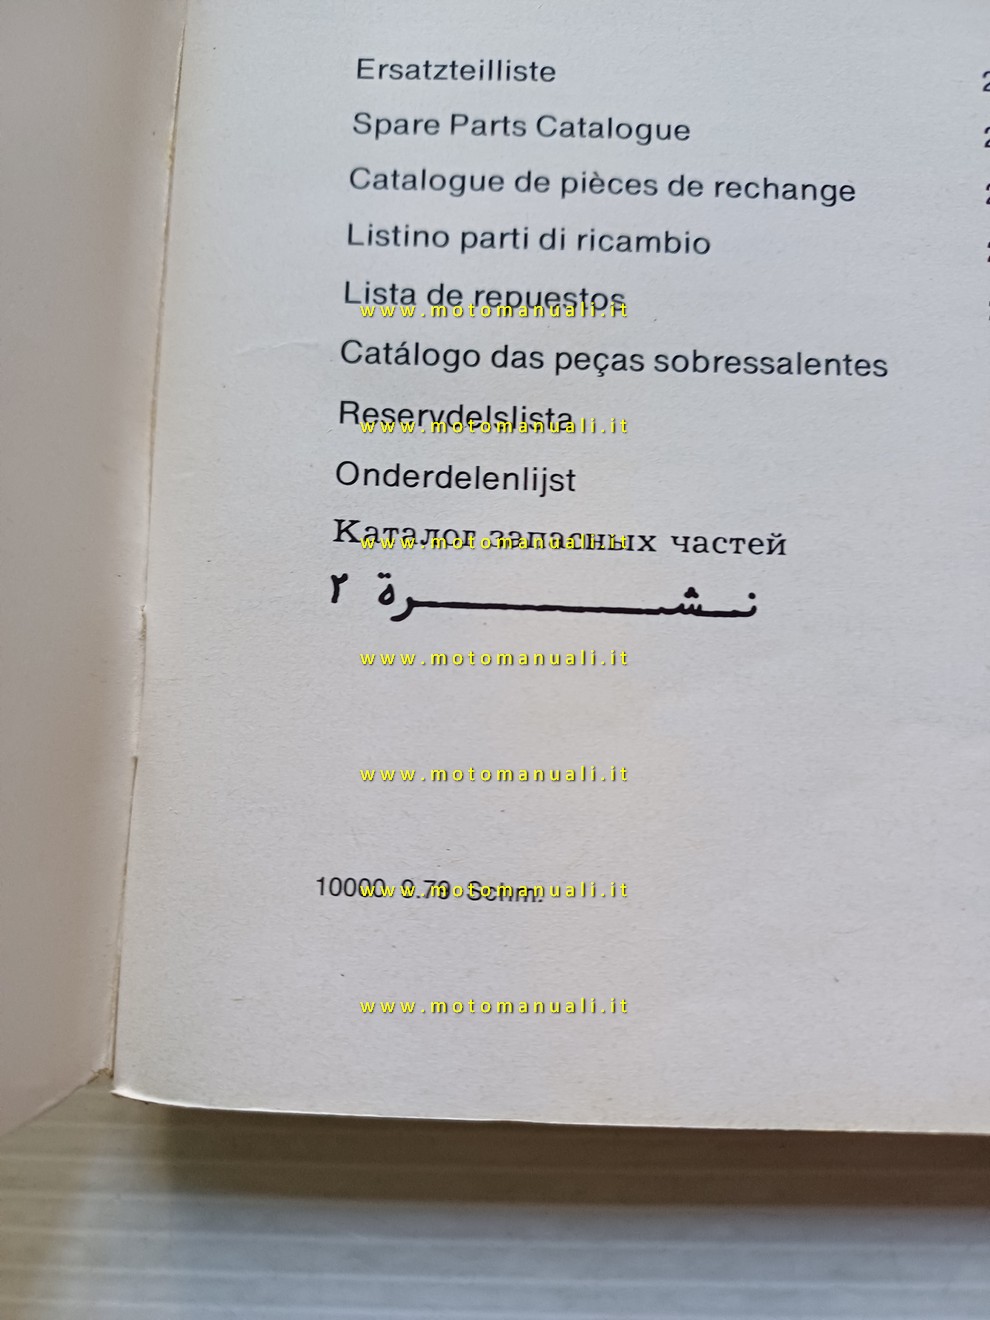 Ersatzteilliste
Spare Parts Catalogue
Catalogue de pièces de rechange
Listino parti di ricambio
Lista de repuestos
www.motomanuali.it
Catálogo das peças sobressalentes
Reservdelslista
www.motomanuali.it
Onderdelenlijst
Каталог запасных частей
www.motomanuali.it
نشرة ٢
www.motomanuali.it
www.motomanuali.it
10000
www.motomanuali.it
www.motomanuali.it